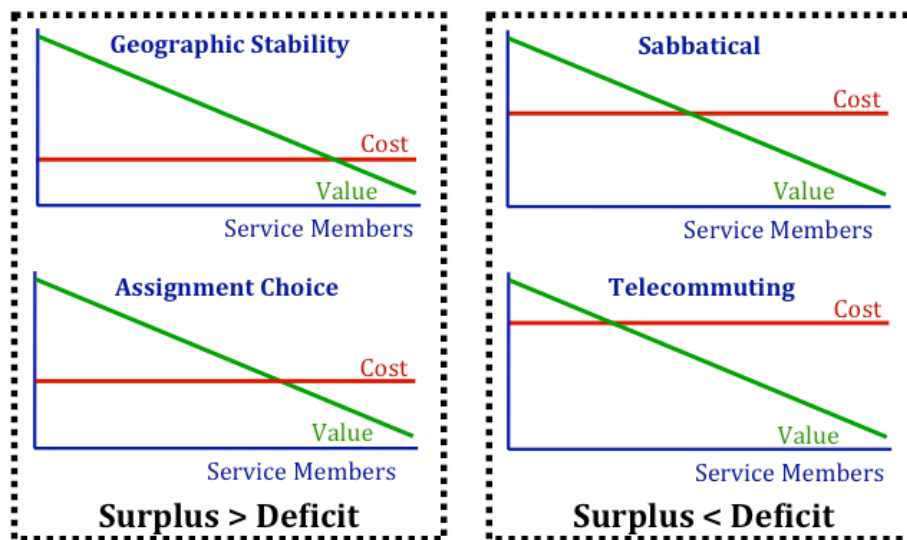 Geographic Stability
Cost
Value
Service Members
Assignment Choice
Cost
Value
Service Members
Surplus > Deficit
Sabbatical
Cost
Value
Service Members
Telecommuting
Cost
Value
Service Members
Surplus < Deficit